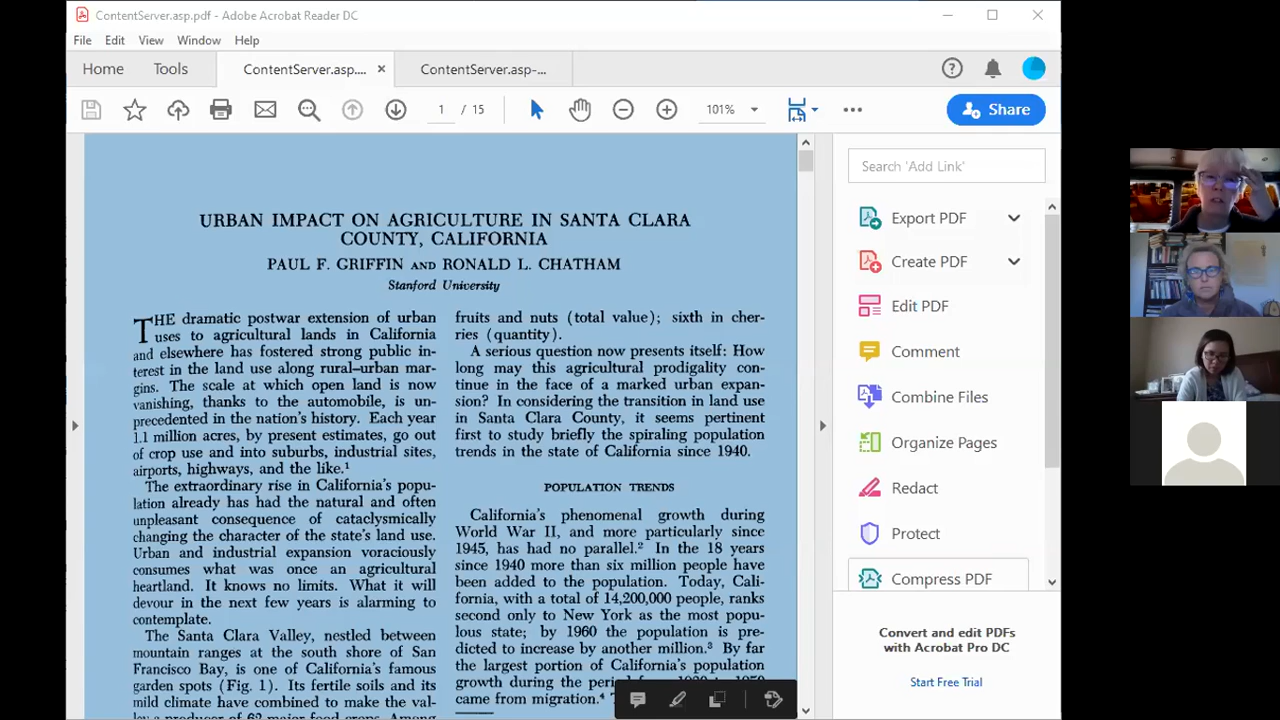 ContentServer.asp.pdf - Adobe Acrobat Reader DC
File Edit View Window Help
Home Tools ContentServer.asp.... × ContentServer.asp-...
1 / 15 101% Share
URBAN IMPACT ON AGRICULTURE IN SANTA CLARA
COUNTY, CALIFORNIA
PAUL F. GRIFFIN AND RONALD L. CHATHAM
Stanford University
THE dramatic postwar extension of urban
uses to agricultural lands in California
and elsewhere has fostered strong public in-
terest in the land use along rural–urban mar-
gins. The scale at which open land is now
vanishing, thanks to the automobile, is un-
precedented in the nation's history. Each year
1.1 million acres, by present estimates, go out
of crop use and into suburbs, industrial sites,
airports, highways, and the like.¹
The extraordinary rise in California's popu-
lation already has had the natural and often
unpleasant consequence of cataclysmically
changing the character of the state's land use.
Urban and industrial expansion voraciously
consumes what was once an agricultural
heartland. It knows no limits. What it will
devour in the next few years is alarming to
contemplate.
The Santa Clara Valley, nestled between
mountain ranges at the south shore of San
Francisco Bay, is one of California's famous
garden spots (Fig. 1). Its fertile soils and its
mild climate have combined to make the val-
ley a producer of 62 major food crops. Among
fruits and nuts (total value); sixth in cher-
ries (quantity).
A serious question now presents itself: How
long may this agricultural prodigality con-
tinue in the face of a marked urban expan-
sion? In considering the transition in land use
in Santa Clara County, it seems pertinent
first to study briefly the spiraling population
trends in the state of California since 1940.
POPULATION TRENDS
California's phenomenal growth during
World War II, and more particularly since
1945, has had no parallel.² In the 18 years
since 1940 more than six million people have
been added to the population. Today, Cali-
fornia, with a total of 14,200,000 people, ranks
second only to New York as the most popu-
lous state; by 1960 the population is pre-
dicted to increase by another million.³ By far
the largest portion of California's population
growth during the
came from migration.⁴
Search 'Add Link'
Export PDF
Create PDF
Edit PDF
Comment
Combine Files
Organize Pages
Redact
Protect
Compress PDF
Convert and edit PDFs
with Acrobat Pro DC
Start Free Trial